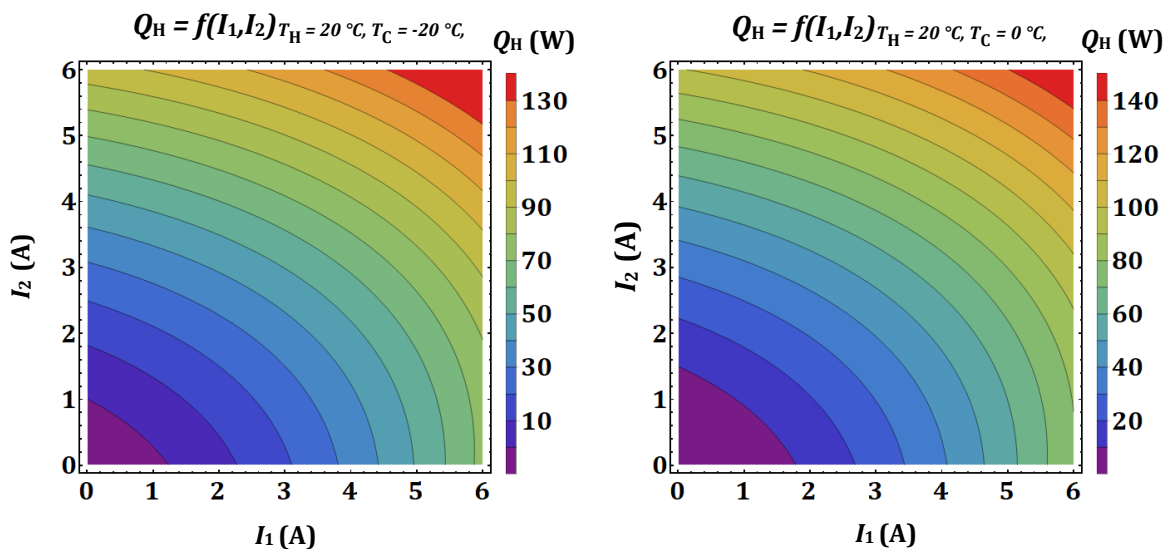 Q_H = f(I_1,I_2)_{T_H = 20 °C, T_C = -20 °C,}
Q_H (W)
130
110
90
70
50
30
10
6
5
4
3
2
1
0
I_2 (A)
0 1 2 3 4 5 6
I_1 (A)
Q_H = f(I_1,I_2)_{T_H = 20 °C, T_C = 0 °C,}
Q_H (W)
140
120
100
80
60
40
20
6
5
4
3
2
1
0
I_2 (A)
0 1 2 3 4 5 6
I_1 (A)